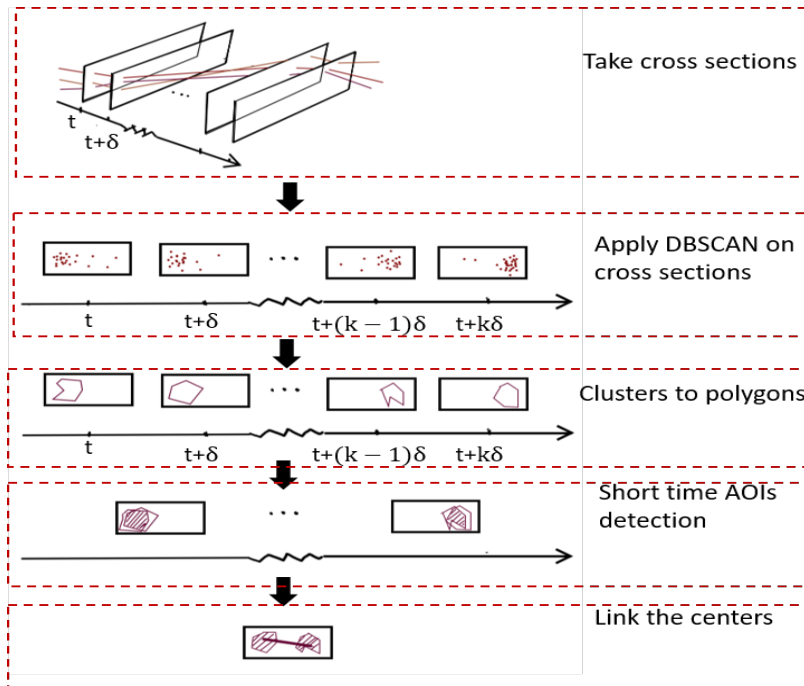 Take cross sections
...
t
t+δ
Apply DBSCAN on
cross sections
...
t
t+δ
t+(k − 1)δ
t+kδ
Clusters to polygons
...
t
t+δ
t+(k − 1)δ
t+kδ
Short time AOIs
detection
...
Link the centers